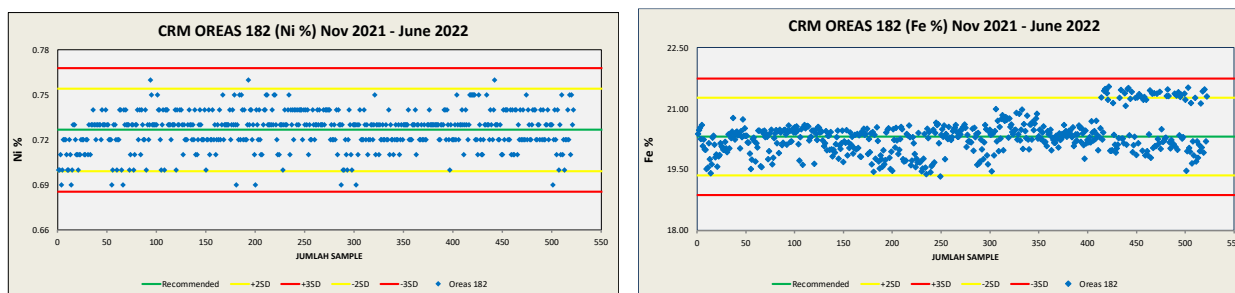 CRM OREAS 182 (Ni %) Nov 2021 - June 2022
0.78
0.75
0.72
0.69
0.66
Ni %
0 50 100 150 200 250 300 350 400 450 500 550
JUMLAH SAMPLE
Recommended +2SD +3SD -2SD -3SD Oreas 182
CRM OREAS 182 (Fe %) Nov 2021 - June 2022
22.50
21.00
19.50
18.00
Fe %
0 50 100 150 200 250 300 350 400 450 500 550
JUMLAH SAMPLE
Recommended +2SD +3SD -2SD -3SD Oreas 182